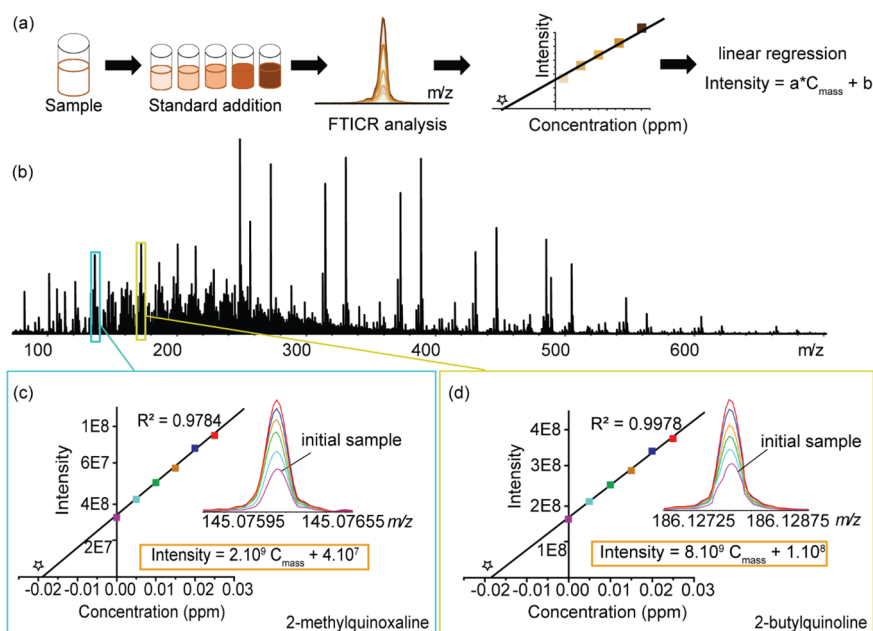 (a)
Intensity
linear regression
Intensity = a*Cmass + b
m/z
Sample
Standard addition
FTICR analysis
Concentration (ppm)
(b)
100 200 300 400 500 600 m/z
(c)
R² = 0.9784
1E8
6E7
4E8
2E7
Intensity
initial sample
145.07595 145.07655 m/z
Intensity = 2.10⁹ Cmass + 4.10⁷
-0.02 -0.01 0.00 0.01 0.02 0.03
Concentration (ppm)
2-methylquinoxaline
(d)
R² = 0.9978
4E8
3E8
2E8
1E8
Intensity
initial sample
186.12725 186.12875 m/z
Intensity = 8.10⁹ Cmass + 1.10⁸
-0.02 -0.01 0.00 0.01 0.02 0.03
Concentration (ppm)
2-butylquinoline